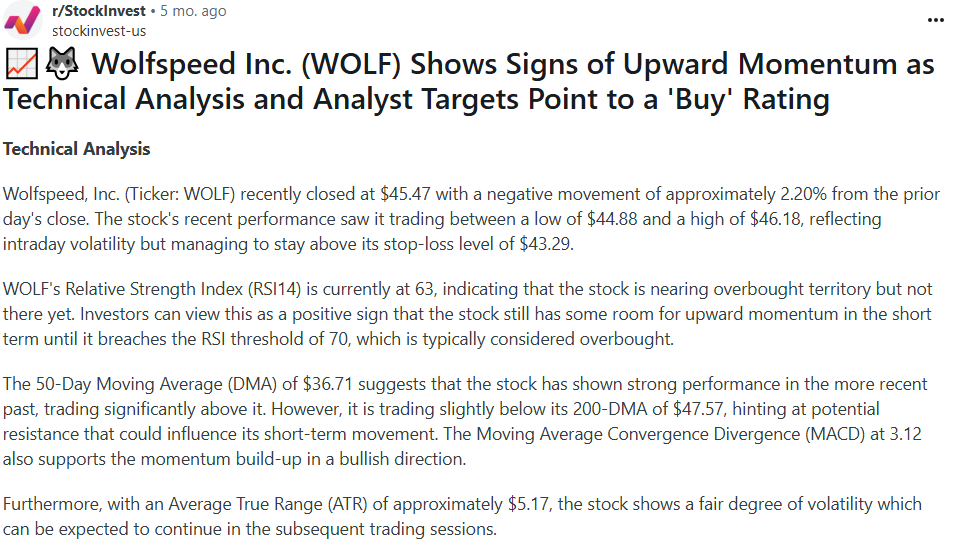 r/StockInvest • 5 mo. ago
stockinvest-us
📈🐺 Wolfspeed Inc. (WOLF) Shows Signs of Upward Momentum as
Technical Analysis and Analyst Targets Point to a 'Buy' Rating
Technical Analysis
Wolfspeed, Inc. (Ticker: WOLF) recently closed at $45.47 with a negative movement of approximately 2.20% from the prior
day's close. The stock's recent performance saw it trading between a low of $44.88 and a high of $46.18, reflecting
intraday volatility but managing to stay above its stop-loss level of $43.29.
WOLF's Relative Strength Index (RSI14) is currently at 63, indicating that the stock is nearing overbought territory but not
there yet. Investors can view this as a positive sign that the stock still has some room for upward momentum in the short
term until it breaches the RSI threshold of 70, which is typically considered overbought.
The 50-Day Moving Average (DMA) of $36.71 suggests that the stock has shown strong performance in the more recent
past, trading significantly above it. However, it is trading slightly below its 200-DMA of $47.57, hinting at potential
resistance that could influence its short-term movement. The Moving Average Convergence Divergence (MACD) at 3.12
also supports the momentum build-up in a bullish direction.
Furthermore, with an Average True Range (ATR) of approximately $5.17, the stock shows a fair degree of volatility which
can be expected to continue in the subsequent trading sessions.